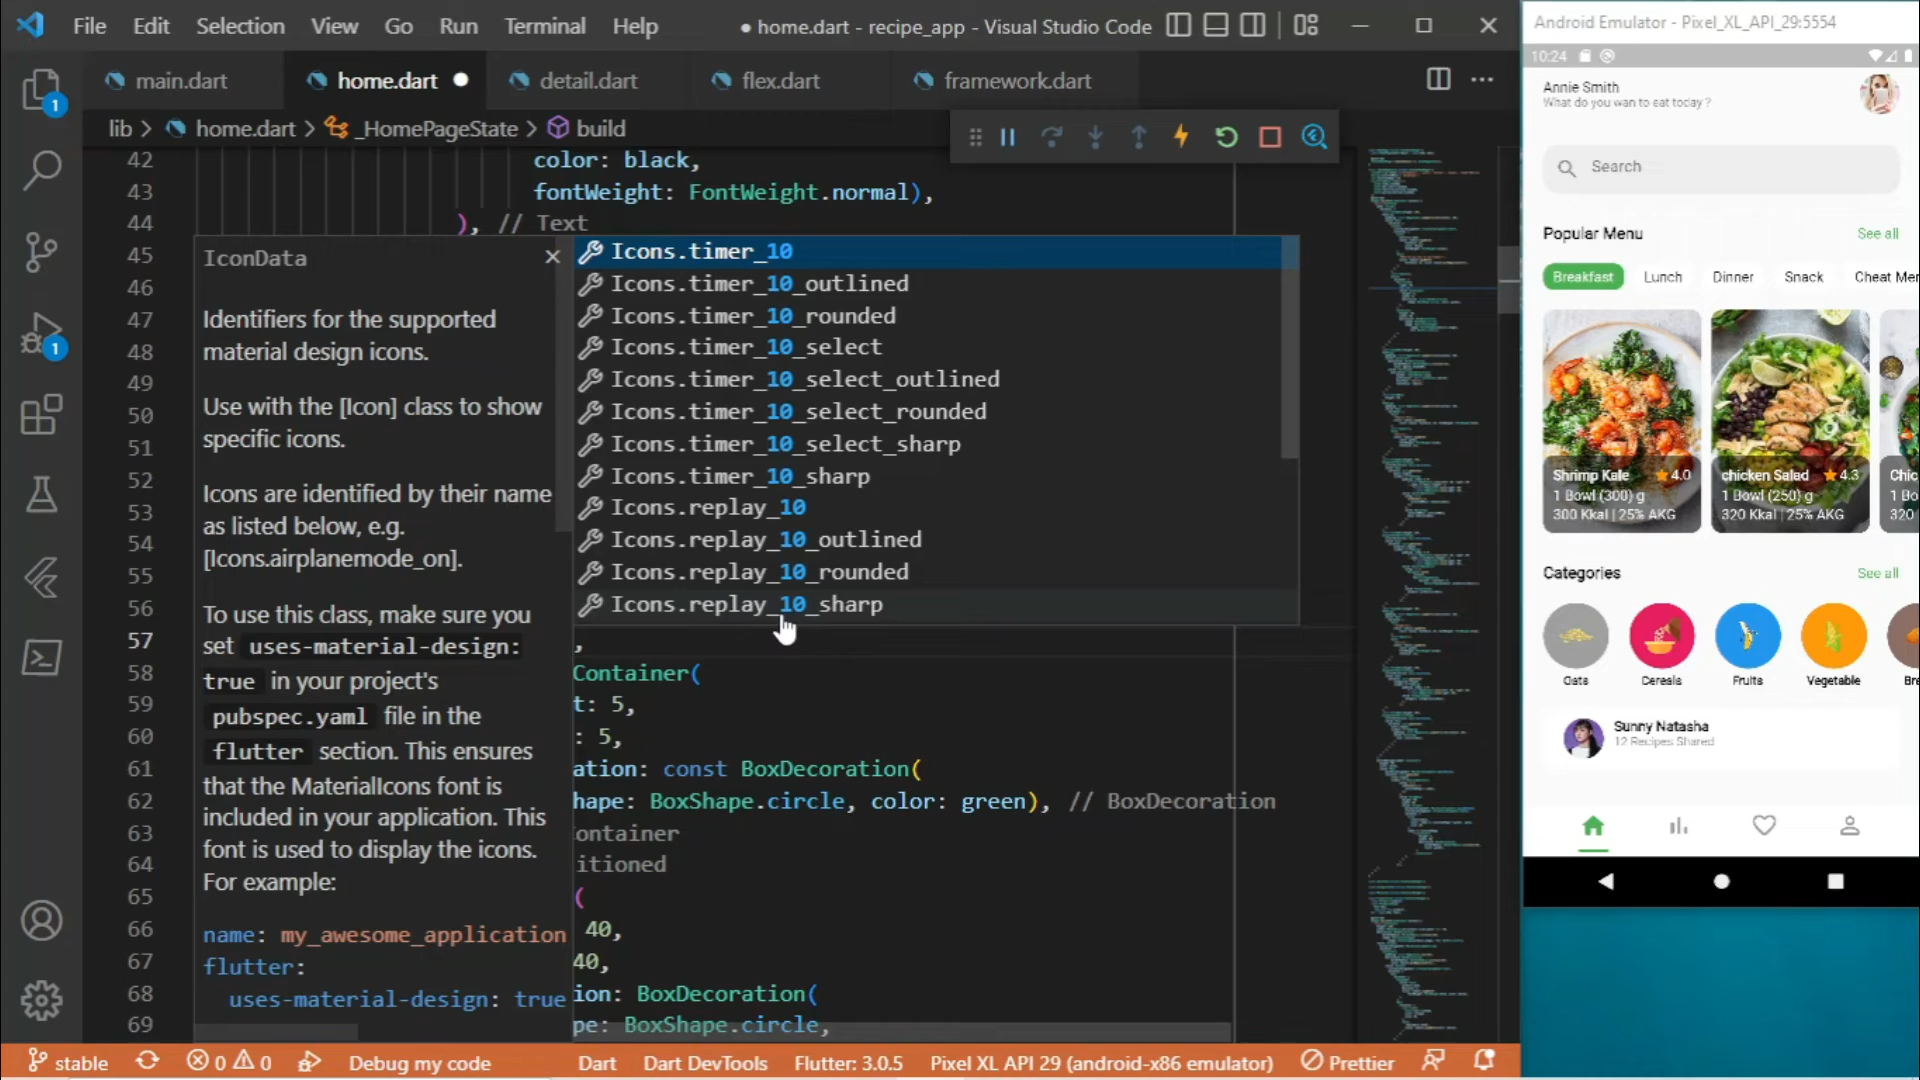 File Edit Selection View Go Run Terminal Help
● home.dart - recipe_app - Visual Studio Code
main.dart
home.dart
detail.dart
flex.dart
framework.dart
lib > home.dart > _HomePageState > build
1
1
42 color: black,
43 fontWeight: FontWeight.normal),
44 ), // Text
45
46
47
48
49
50
51
52
53
54
55
56
57 ,
58 Container(
59 t: 5,
60 : 5,
61 ation: const BoxDecoration(
62 hape: BoxShape.circle, color: green), // BoxDecoration
63 ontainer
64 itioned
65 (
66 40,
67 40,
68 ion: BoxDecoration(
69 pe: BoxShape.circle,
IconData
Identifiers for the supported
material design icons.
Use with the [Icon] class to show
specific icons.
Icons are identified by their name
as listed below, e.g.
[Icons.airplanemode_on].
To use this class, make sure you
set uses-material-design:
true in your project's
pubspec.yaml file in the
flutter section. This ensures
that the MaterialIcons font is
included in your application. This
font is used to display the icons.
For example:
name: my_awesome_application
flutter:
uses-material-design: true
Icons.timer_10
Icons.timer_10_outlined
Icons.timer_10_rounded
Icons.timer_10_select
Icons.timer_10_select_outlined
Icons.timer_10_select_rounded
Icons.timer_10_select_sharp
Icons.timer_10_sharp
Icons.replay_10
Icons.replay_10_outlined
Icons.replay_10_rounded
Icons.replay_10_sharp
stable 0 0 Debug my code Dart Dart DevTools Flutter: 3.0.5 Pixel XL API 29 (android-x86 emulator) Prettier
Android Emulator - Pixel_XL_API_29:5554
10:24
Annie Smith
What do you wan to eat today ?
Search
Popular Menu See all
Breakfast Lunch Dinner Snack Cheat Mer
Shrimp Kale 4.0
1 Bowl (300) g
300 Kkal | 25% AKG
chicken Salad 4.3
1 Bowl (250) g
320 Kkal | 25% AKG
Chic
1 Bo
320
Categories See all
Oats Cereals Fruits Vegetable Bre
Sunny Natasha
12 Recipes Shared